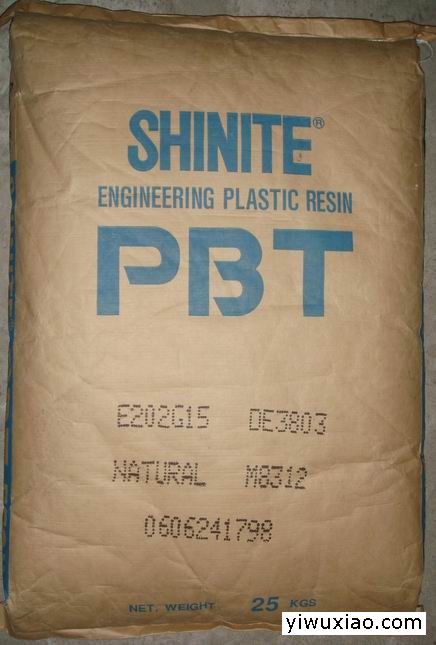 SHINITE®
ENGINEERING PLASTIC RESIN
PBT
E202G15 DE3803
NATURAL M8312
0606241798
NET. WEIGHT 25 KGS
yiwuxiao.com